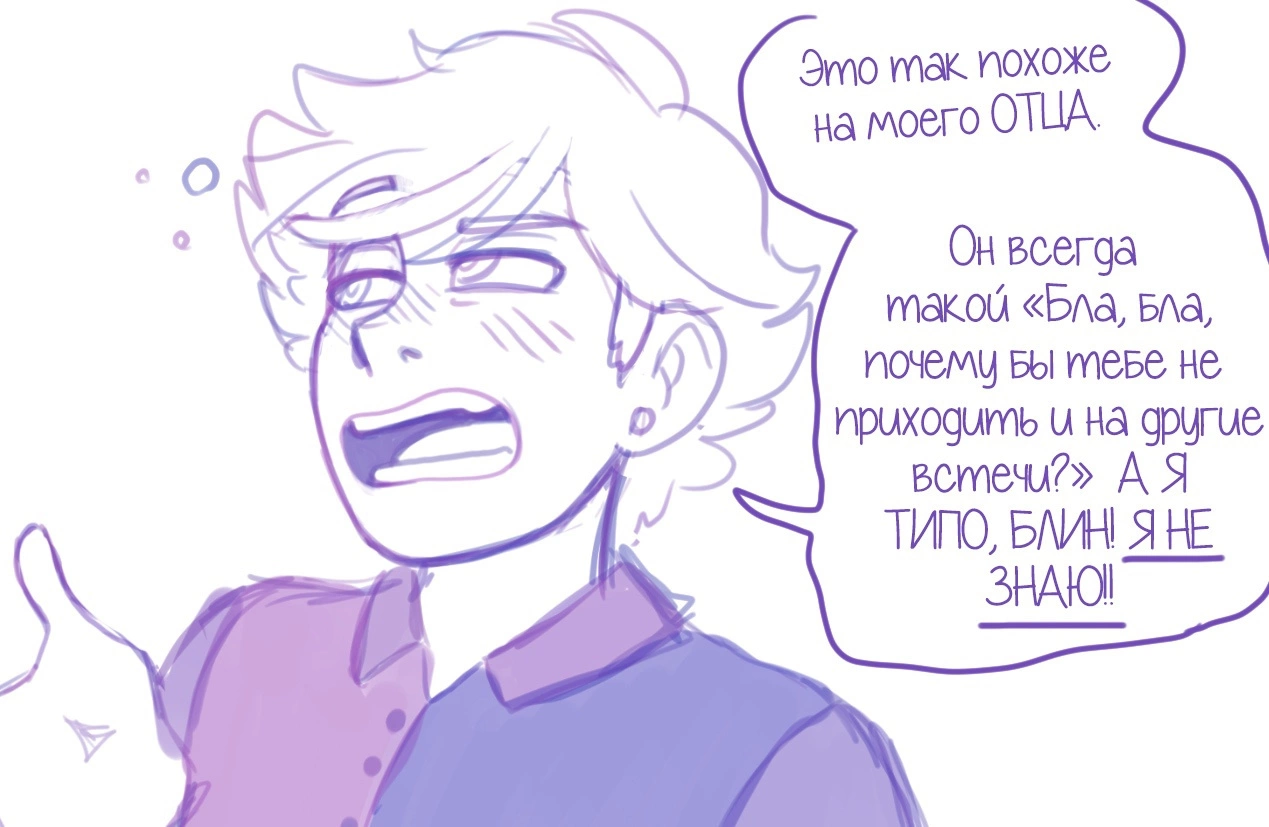 Это так похоже
на моего ОТЦА.
Он всегда
такой «Бла, бла,
почему бы тебе не
приходить и на другие
встечи?» А Я
ТИПО, БЛИН! Я НЕ
ЗНАЮ!!